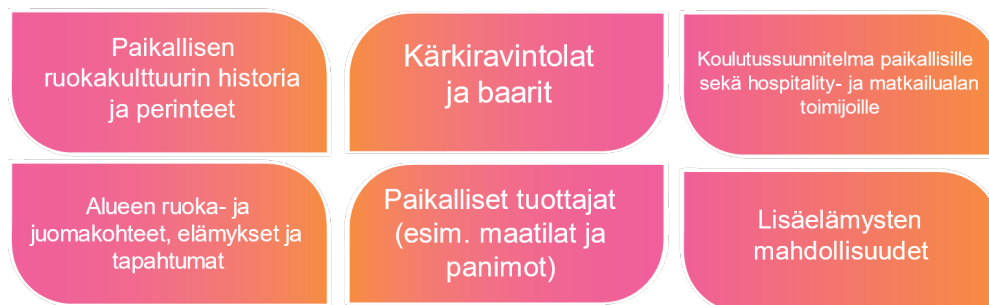 Paikallisen
ruokakulttuurin historia
ja perinteet
Kärkiravintolat
ja baarit
Koulutussuunnitelma paikallisille
sekä hospitality- ja matkailualan
toimijoille
Alueen ruoka- ja
juomakohteet, elämykset ja
tapahtumat
Paikalliset tuottajat
(esim. maatilat ja
panimot)
Lisäelämysten
mahdollisuudet